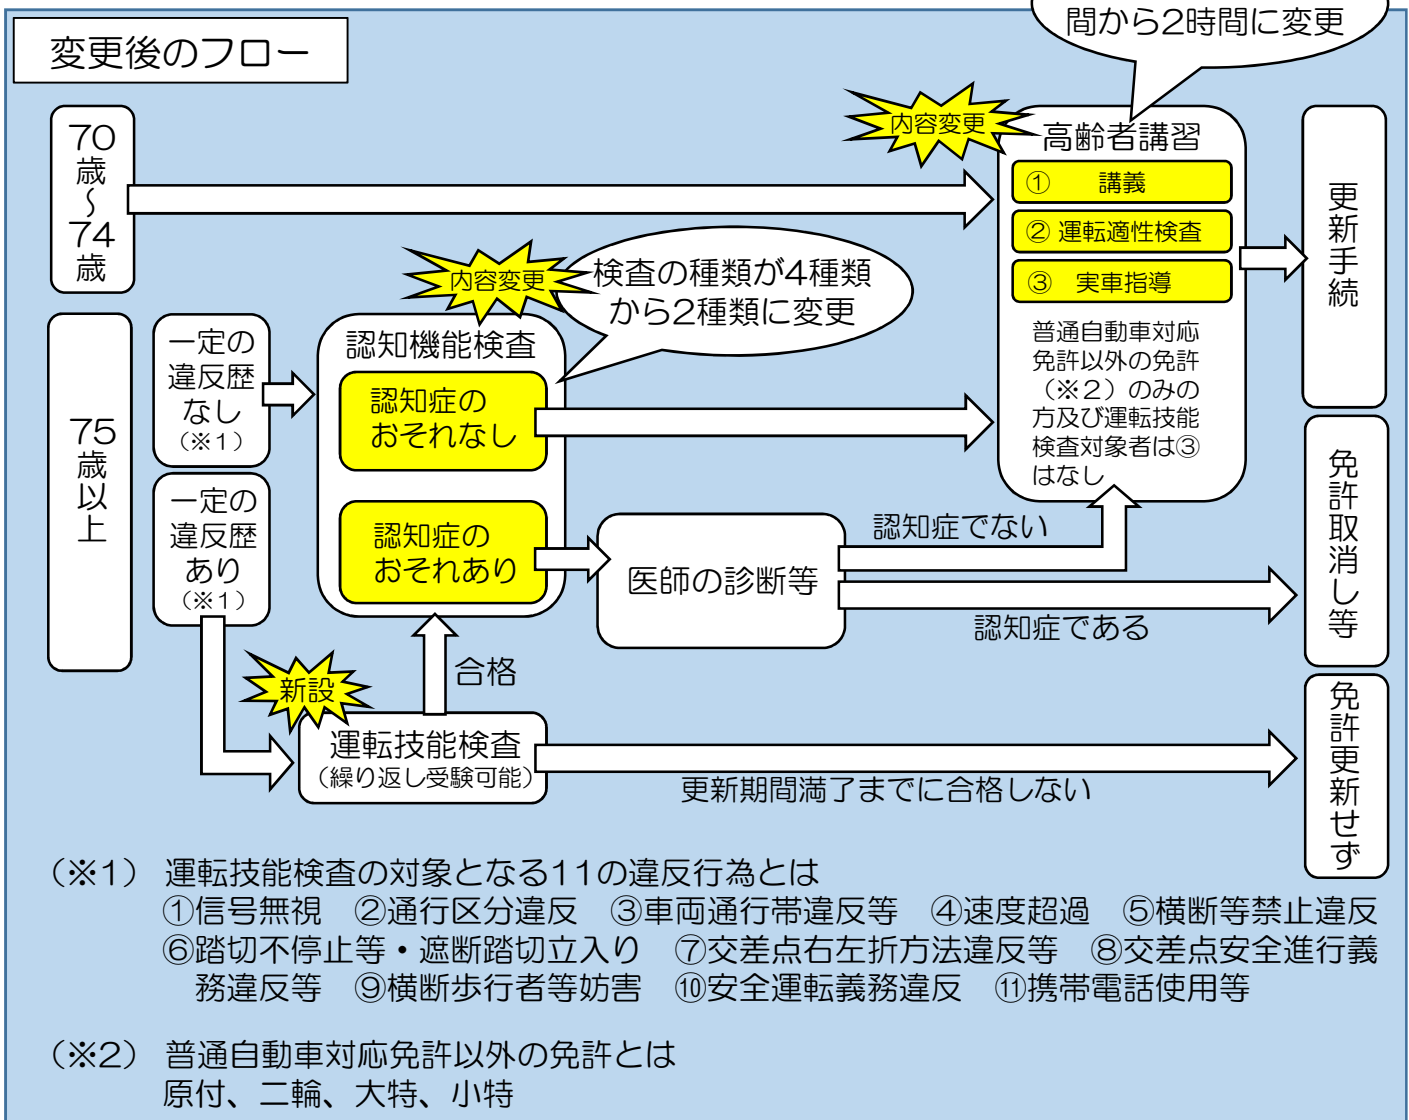 間から2時間に変更
変更後のフロー
70歳～74歳
内容変更
高齢者講習
① 講義
② 運転適性検査
③ 実車指導
普通自動車対応
免許以外の免許
（※2）のみの
方及び運転技能
検査対象者は③
はなし
更新手続
内容変更
検査の種類が4種類
から2種類に変更
75歳以上
一定の
違反歴
なし
（※1）
認知機能検査
認知症の
おそれなし
一定の
違反歴
あり
（※1）
認知症の
おそれあり
医師の診断等
認知症でない
認知症である
免許取消し等
新設
合格
運転技能検査
（繰り返し受験可能）
更新期間満了までに合格しない
免許更新せず
（※1） 運転技能検査の対象となる11の違反行為とは
①信号無視 ②通行区分違反 ③車両通行帯違反等 ④速度超過 ⑤横断等禁止違反
⑥踏切不停止等・遮断踏切立入り ⑦交差点右左折方法違反等 ⑧交差点安全進行義
務違反等 ⑨横断歩行者等妨害 ⑩安全運転義務違反 ⑪携帯電話使用等
（※2） 普通自動車対応免許以外の免許とは
原付、二輪、大特、小特